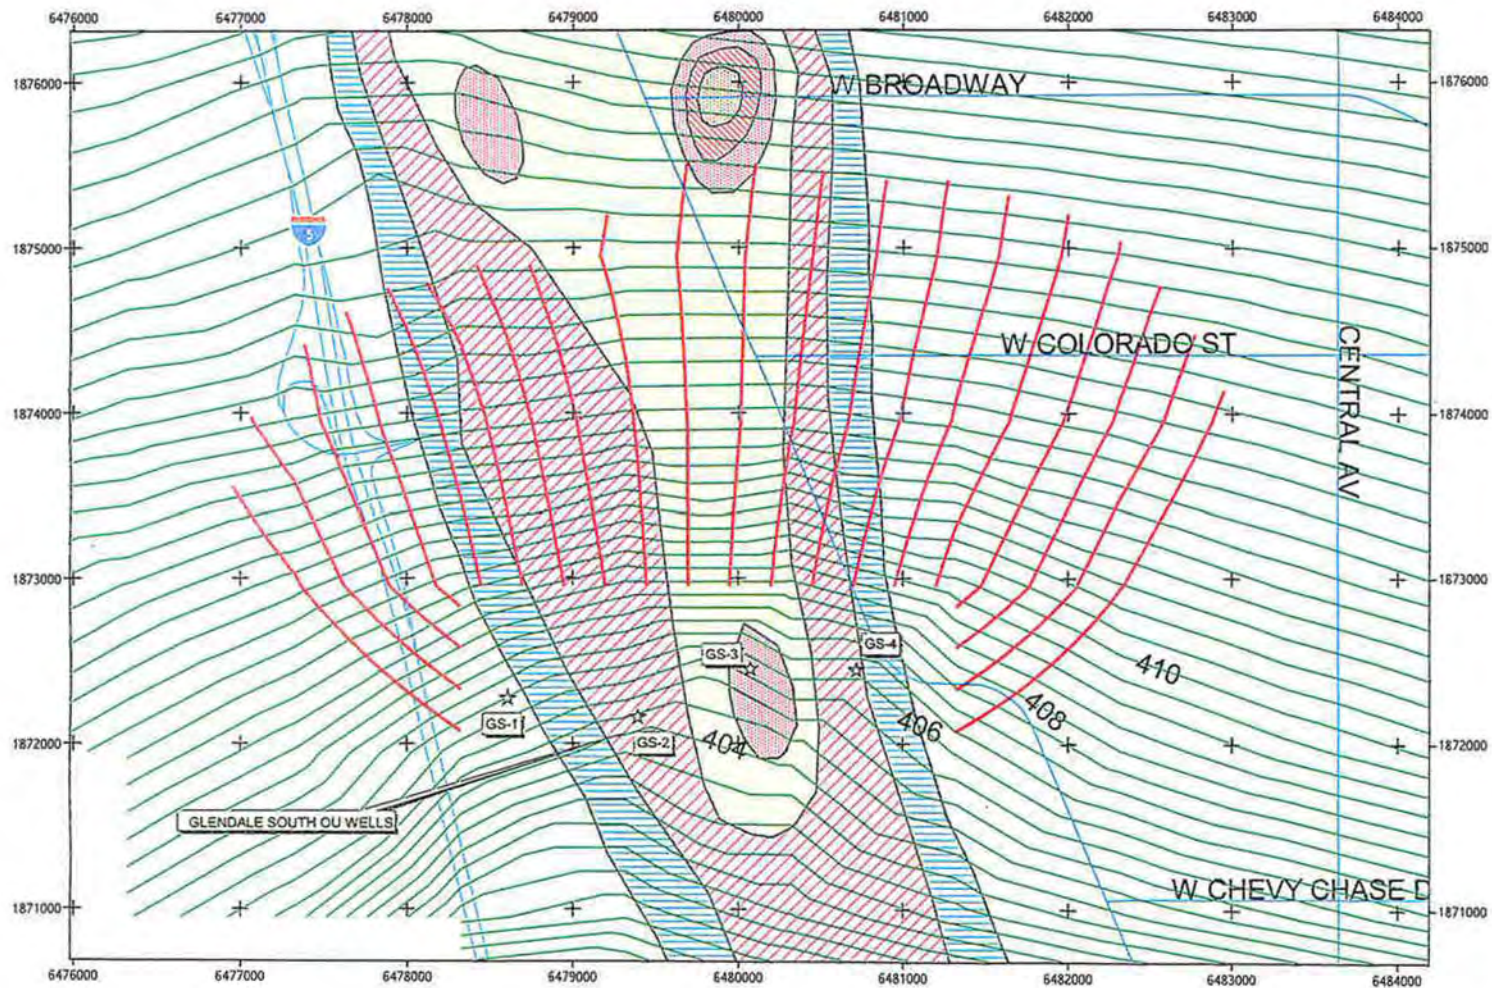 6476000 6477000 6478000 6479000 6480000 6481000 6482000 6483000 6484000
1876000 W BROADWAY 1876000
1875000 5 1875000
W COLORADO ST
CENTRAL AV
1874000 1874000
1873000 1873000
GS-3 GS-4
410
GS-1 408
406
1872000 GS-2 404 1872000
GLENDALE SOUTH OU WELLS
W CHEVY CHASE D
1871000 1871000
6476000 6477000 6478000 6479000 6480000 6481000 6482000 6483000 6484000